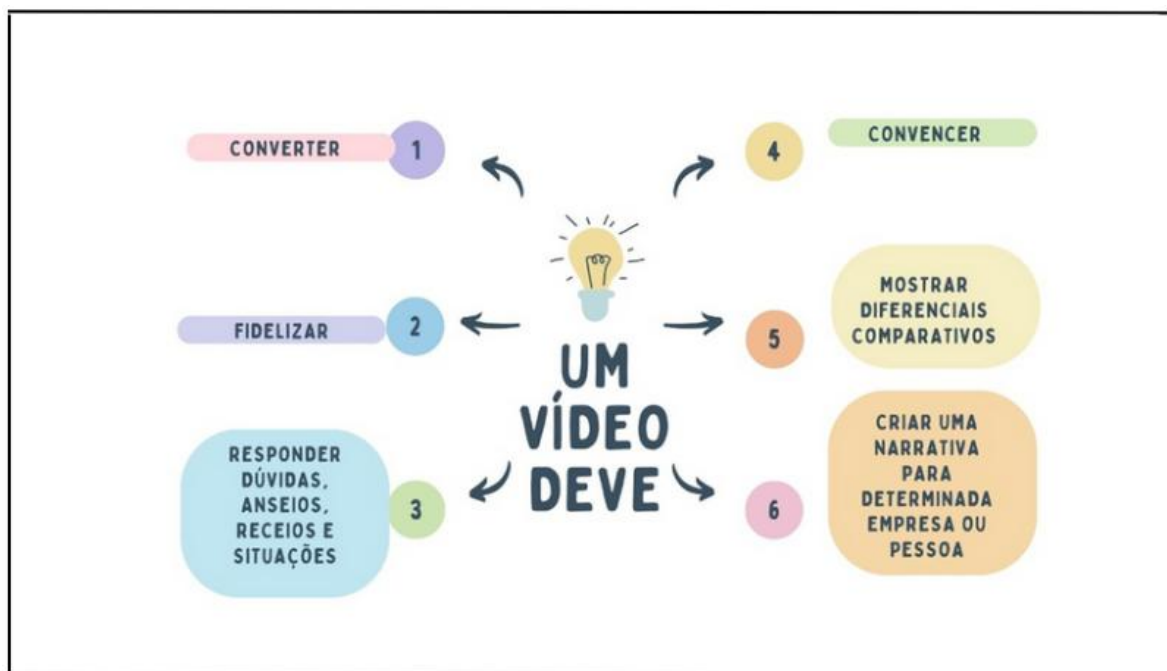 UM
VÍDEO
DEVE
CONVERTER 1
FIDELIZAR 2
RESPONDER
DÚVIDAS,
ANSEIOS,
RECEIOS E
SITUAÇÕES
3
4 CONVENCER
5
MOSTRAR
DIFERENCIAIS
COMPARATIVOS
6
CRIAR UMA
NARRATIVA
PARA
DETERMINADA
EMPRESA OU
PESSOA